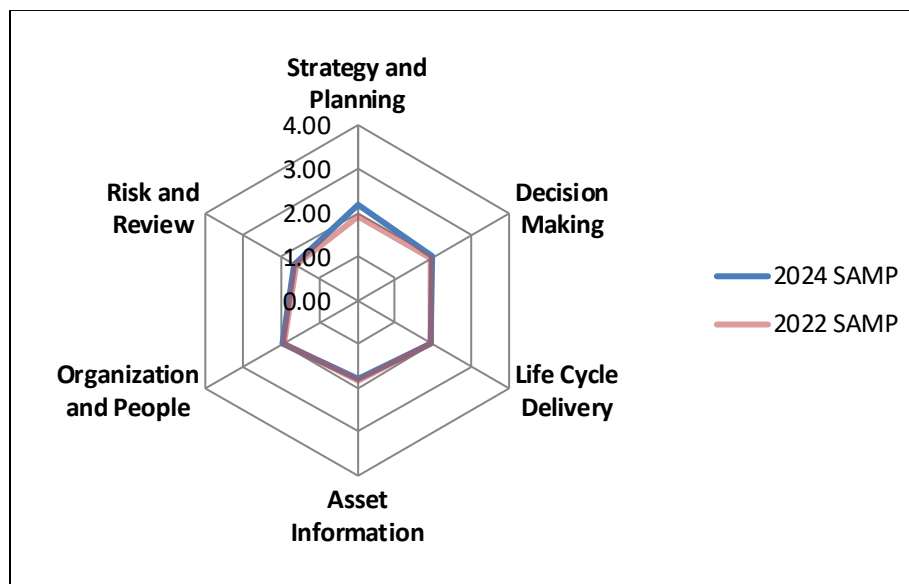 Strategy and
Planning
4.00
3.00
2.00
1.00
0.00
Decision
Making
Life Cycle
Delivery
Asset
Information
Organization
and People
Risk and
Review
2024 SAMP
2022 SAMP